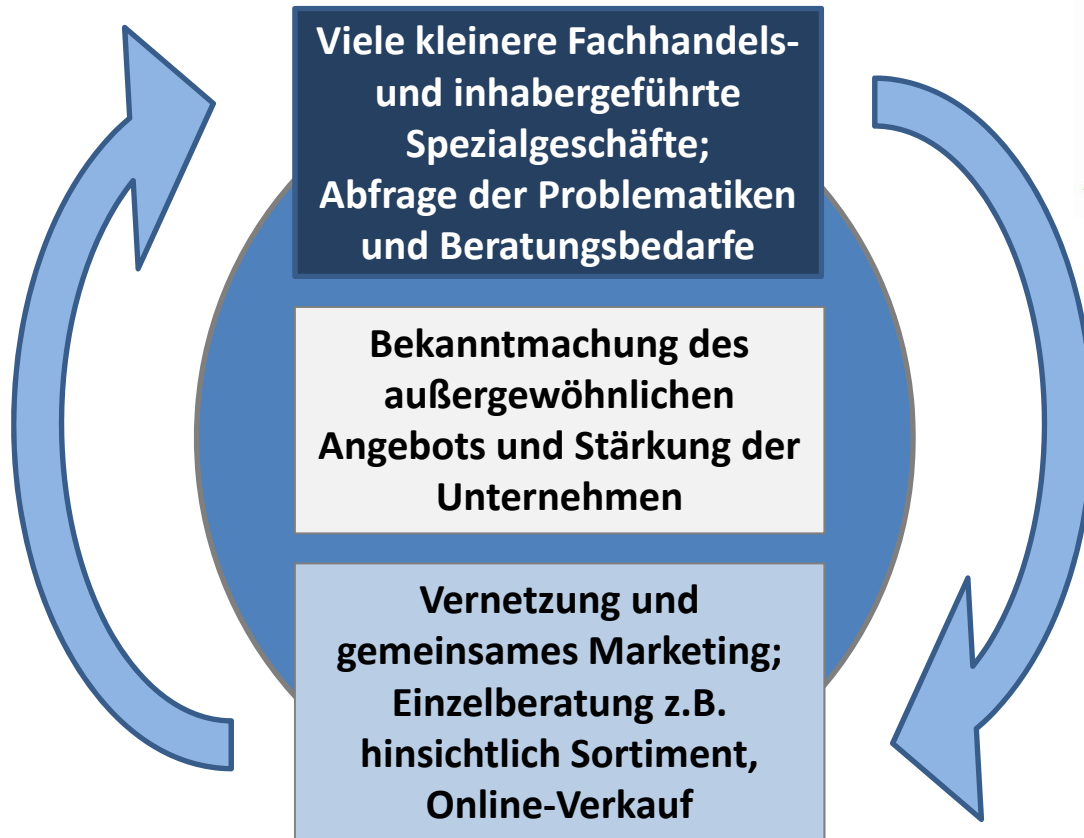 Viele kleinere Fachhandels-
und inhabergeführte
Spezialgeschäfte;
Abfrage der Problematiken
und Beratungsbedarfe
Bekanntmachung des
außergewöhnlichen
Angebots und Stärkung der
Unternehmen
Vernetzung und
gemeinsames Marketing;
Einzelberatung z.B.
hinsichtlich Sortiment,
Online-Verkauf